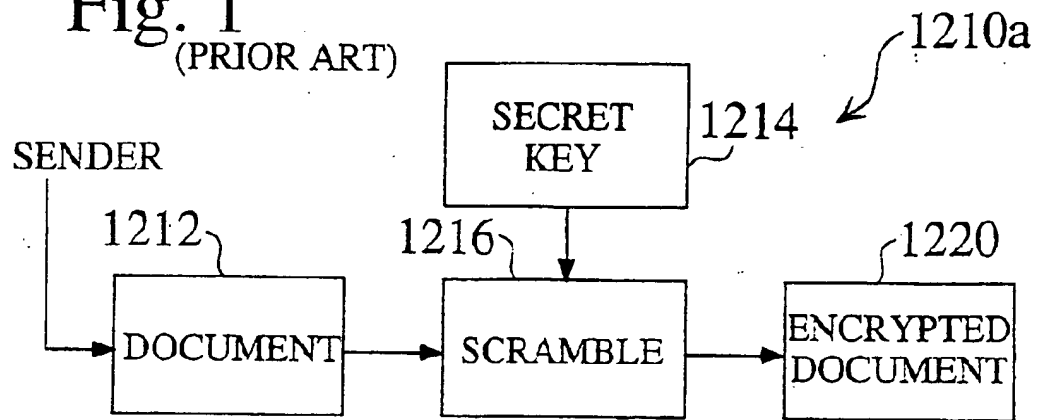 Fig. 1
(PRIOR ART)
1210a
SECRET
KEY
1214
SENDER
1212
1216
1220
DOCUMENT
SCRAMBLE
ENCRYPTED
DOCUMENT